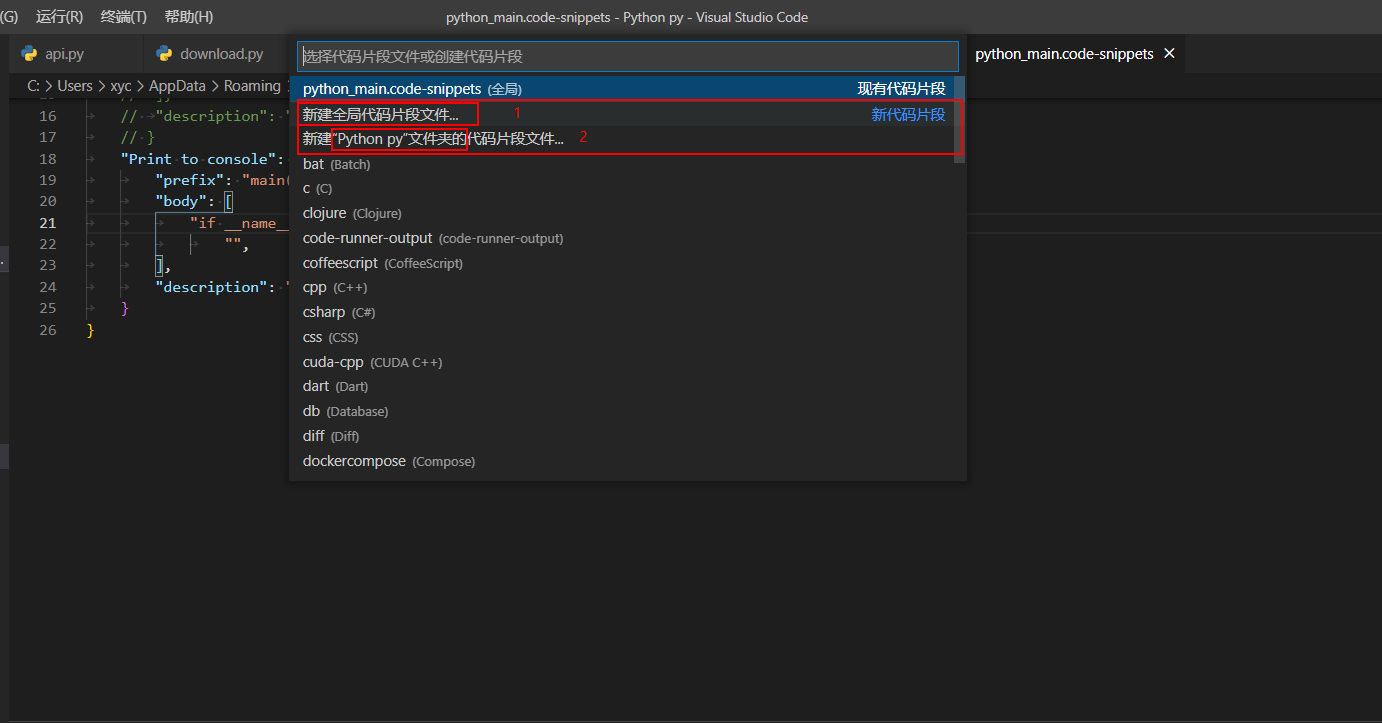 (G) 运行(R) 终端(T) 帮助(H) python_main.code-snippets - Python py - Visual Studio Code
api.py download.py python_main.code-snippets ×
C: > Users > xyc > AppData > Roaming
选择代码片段文件或创建代码片段
python_main.code-snippets (全局) 现有代码片段
新建全局代码片段文件... 1 新代码片段
新建“Python py”文件夹的代码片段文件... 2
bat (Batch)
c (C)
clojure (Clojure)
code-runner-output (code-runner-output)
coffeescript (CoffeeScript)
cpp (C++)
csharp (C#)
css (CSS)
cuda-cpp (CUDA C++)
dart (Dart)
db (Database)
diff (Diff)
dockercompose (Compose)
16 // "description": "
17 // }
18 "Print to console":
19 "prefix": "main(
20 "body": [
21 "if __name__
22 "",
23 ],
24 "description": "
25 }
26 }